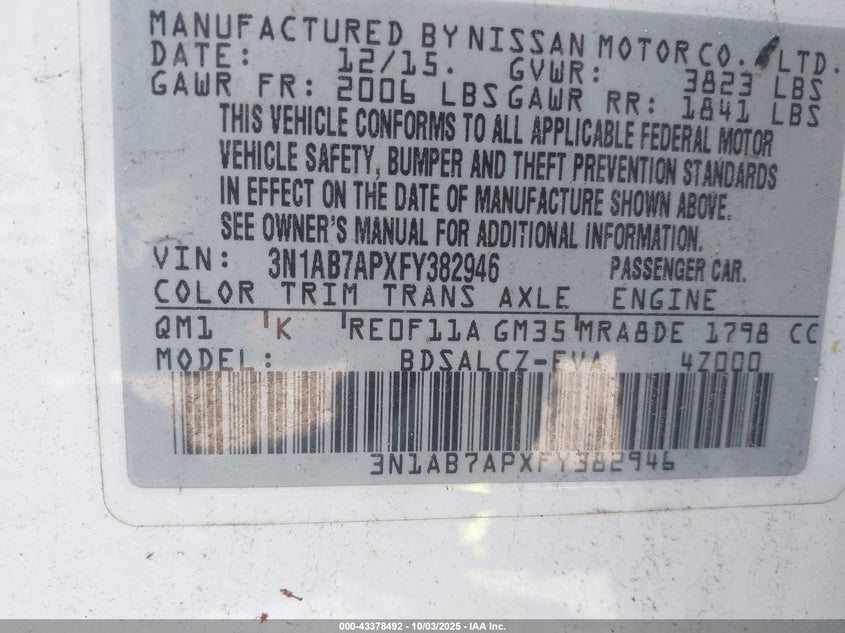 MANUFACTURED BY NISSAN MOTOR CO., LTD.
DATE: 12/15. GVWR: 3823 LBS
GAWR FR: 2006 LBS GAWR RR: 1841 LBS
THIS VEHICLE CONFORMS TO ALL APPLICABLE FEDERAL MOTOR
VEHICLE SAFETY, BUMPER AND THEFT PREVENTION STANDARDS
IN EFFECT ON THE DATE OF MANUFACTURE SHOWN ABOVE.
SEE OWNER'S MANUAL FOR ADDITIONAL INFORMATION.
VIN: 3N1AB7APXFY382946 PASSENGER CAR.
COLOR TRIM TRANS AXLE ENGINE
QM1 K RE0F11A GM35 MRA8DE 1798 CC
MODEL: BDSALCZ-EVA 4Z000
3N1AB7APXFY382946
000-43378492 - 10/03/2025 - IAA Inc.